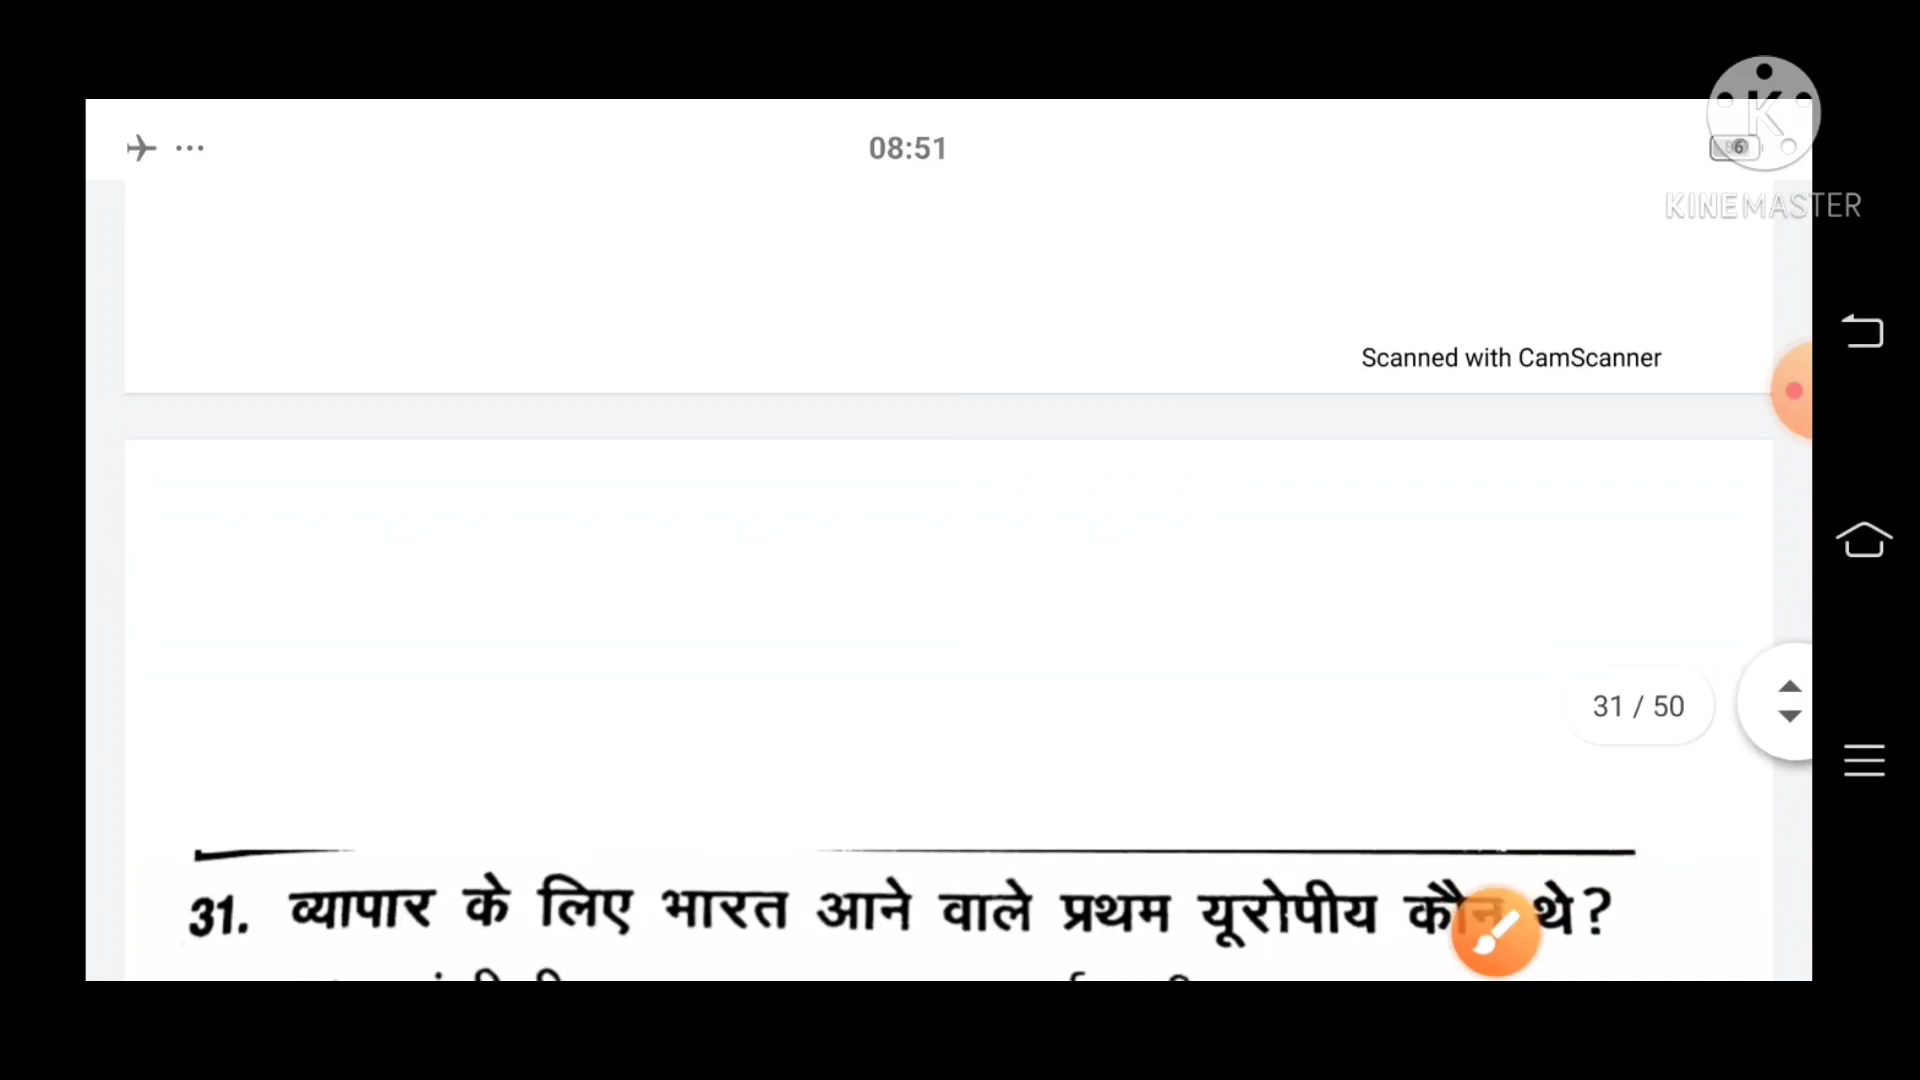 08:51
KINEMASTER
Scanned with CamScanner
31 / 50
31. व्यापार के लिए भारत आने वाले प्रथम यूरोपीय कौन थे?